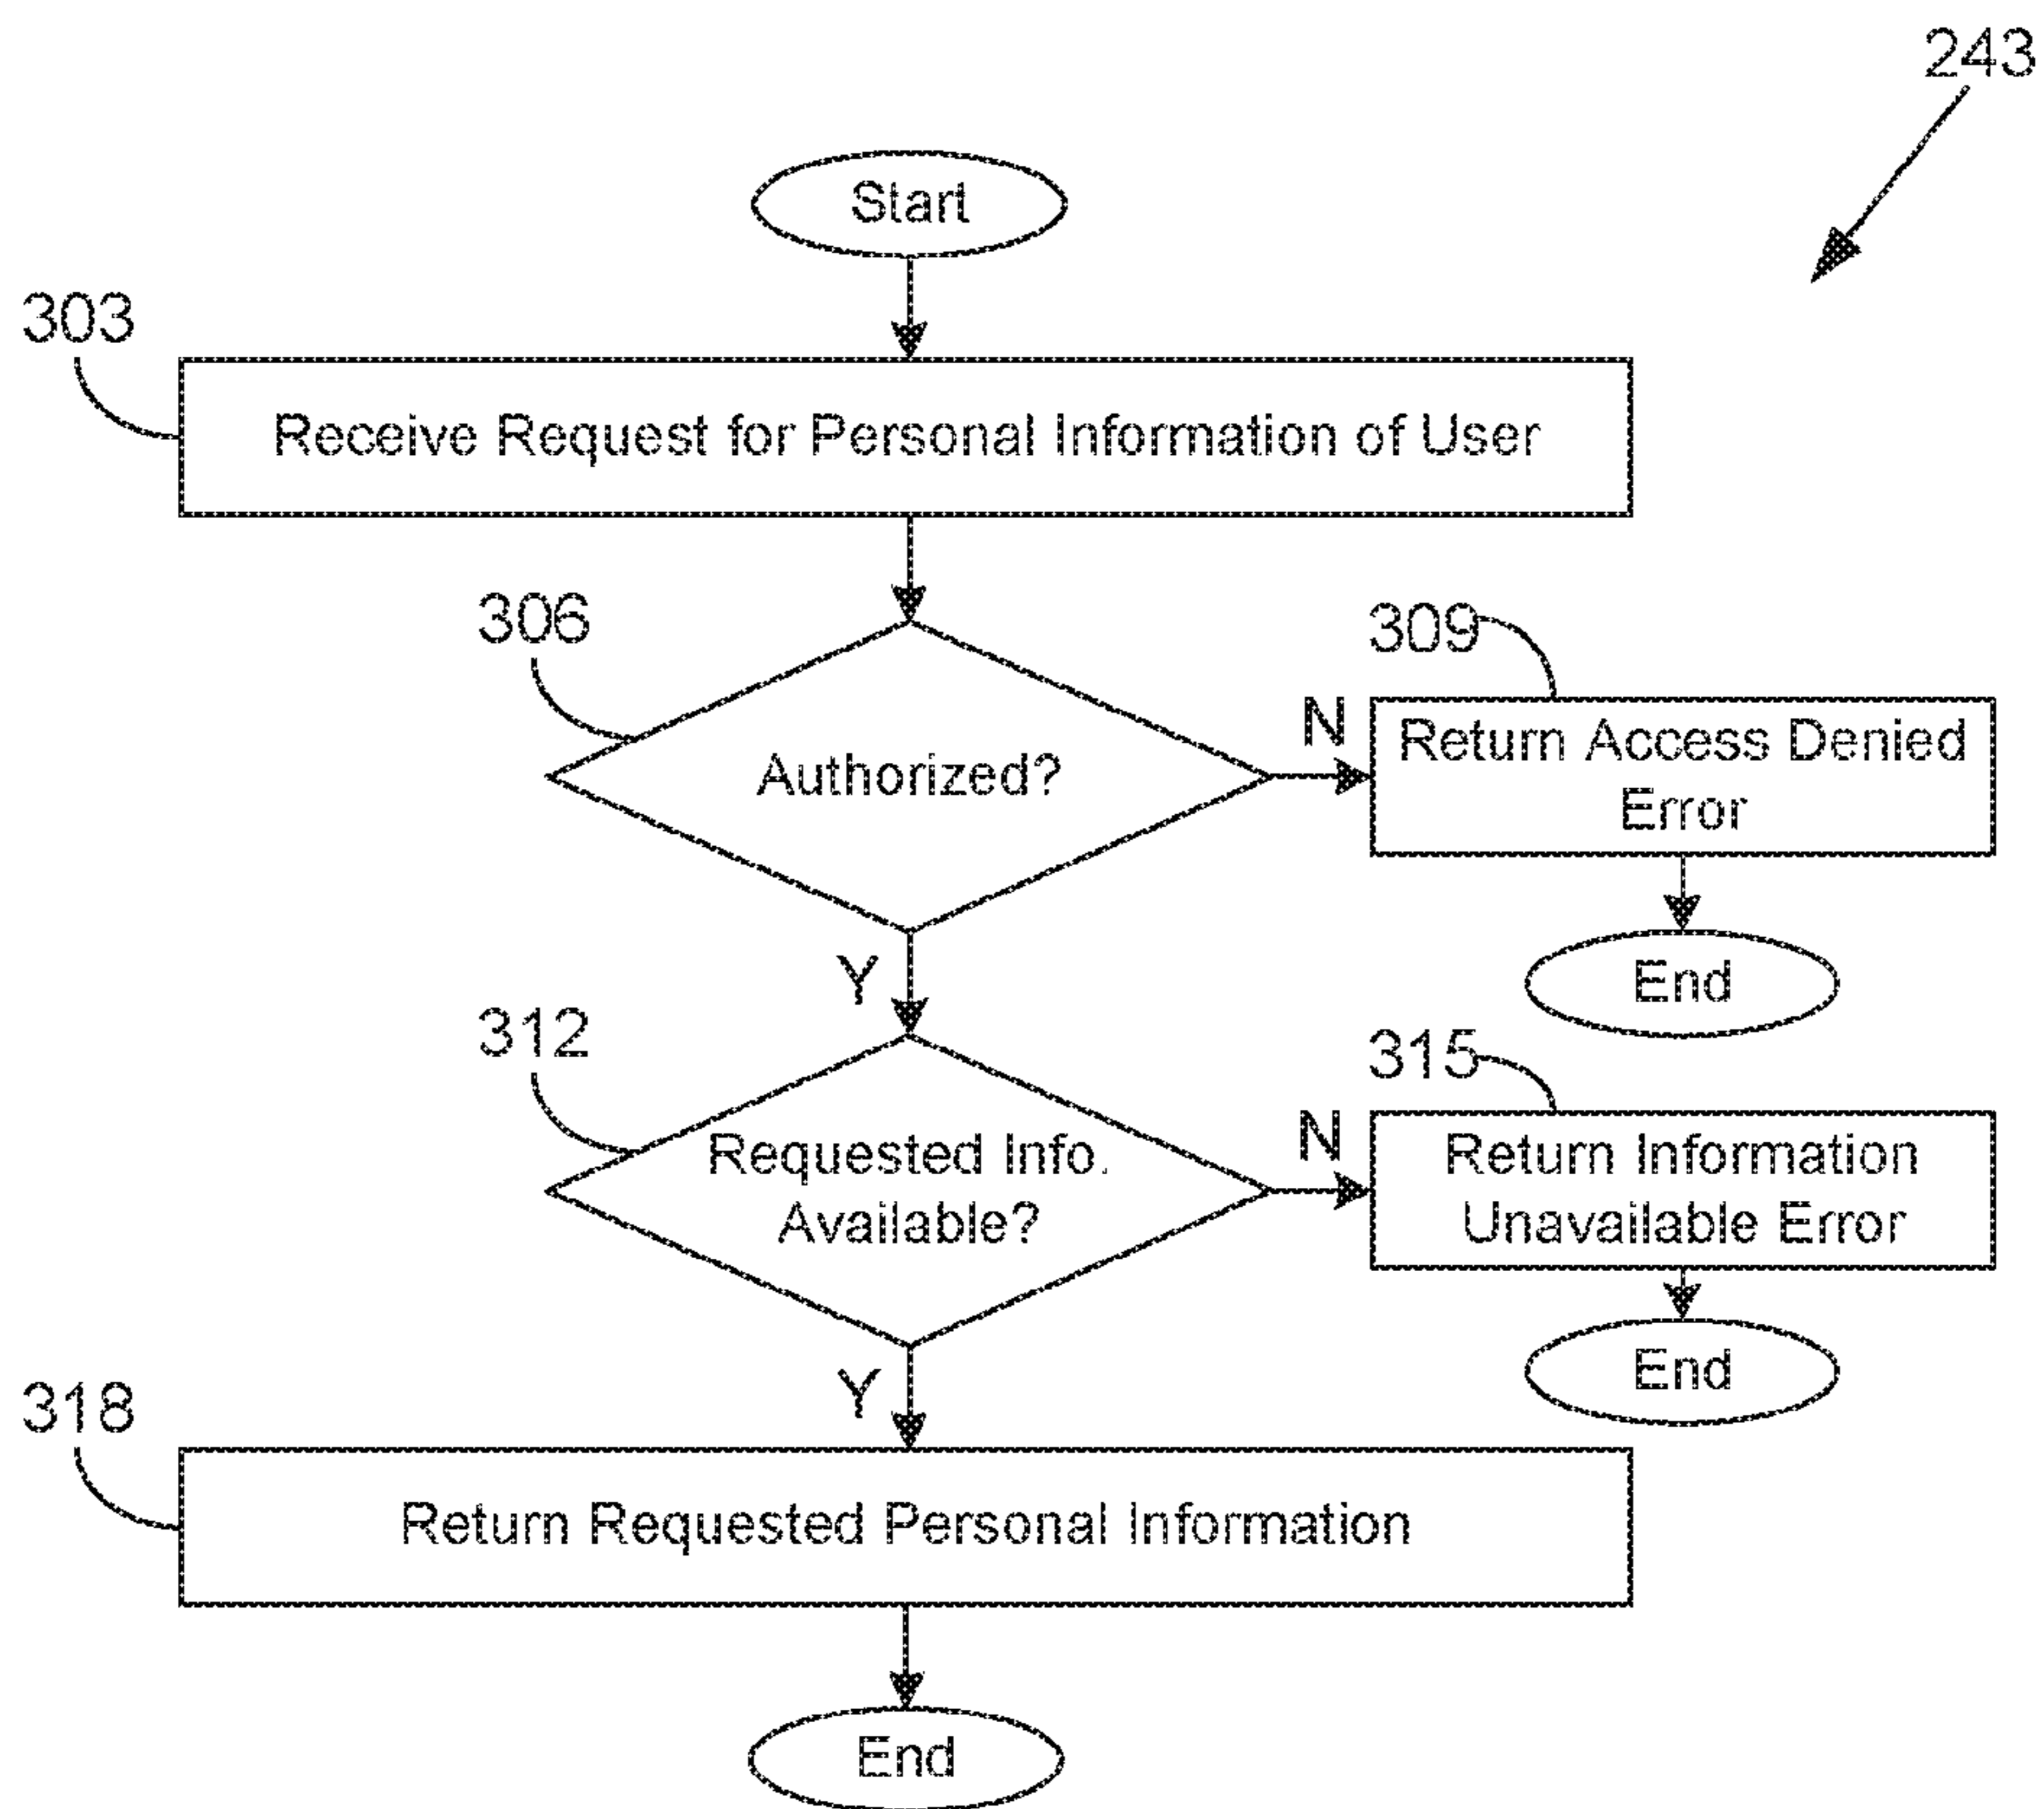 243
Start
303
Receive Request for Personal Information of User
306
309
Authorized?
N
Return Access Denied
Error
Y
End
312
315
Requested Info.
Available?
N
Return Information
Unavailable Error
Y
End
318
Return Requested Personal Information
End